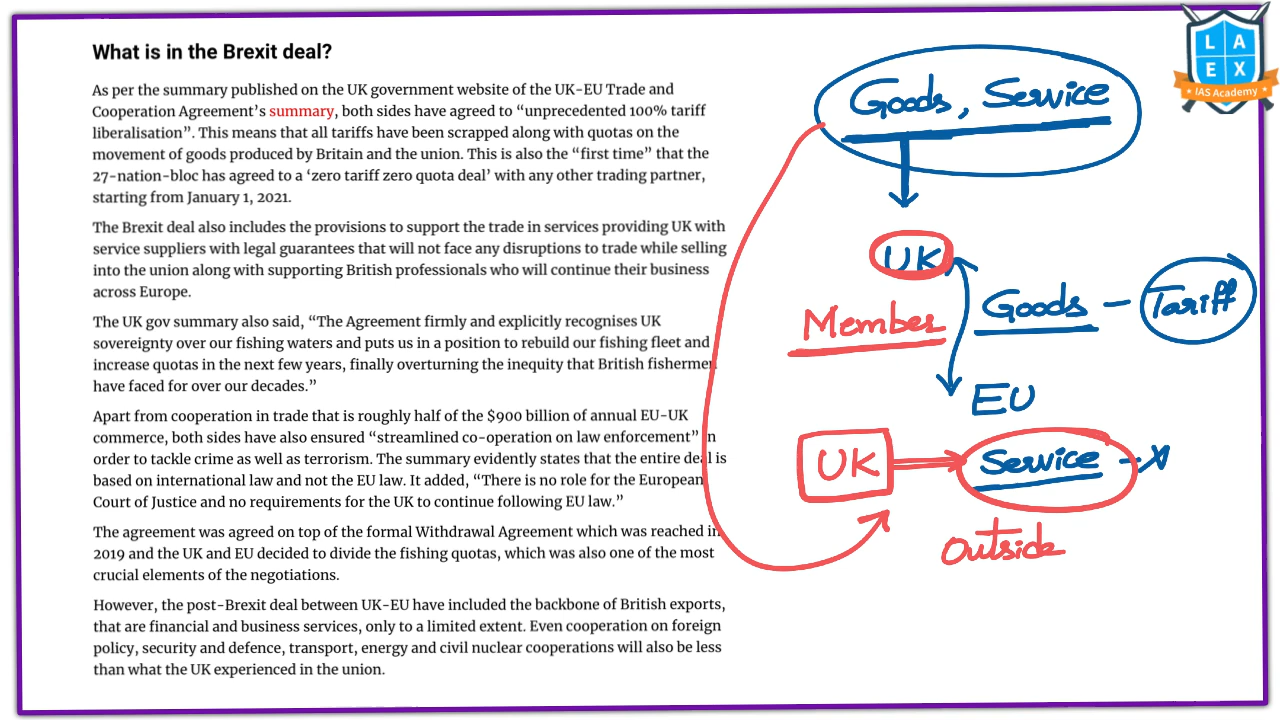 What is in the Brexit deal?
As per the summary published on the UK government website of the UK-EU Trade and
Cooperation Agreement's summary, both sides have agreed to "unprecedented 100% tariff
liberalisation". This means that all tariffs have been scrapped along with quotas on the
movement of goods produced by Britain and the union. This is also the "first time" that the
27-nation-bloc has agreed to a 'zero tariff zero quota deal' with any other trading partner,
starting from January 1, 2021.
The Brexit deal also includes the provisions to support the trade in services providing UK with
service suppliers with legal guarantees that will not face any disruptions to trade while selling
into the union along with supporting British professionals who will continue their business
across Europe.
The UK gov summary also said, "The Agreement firmly and explicitly recognises UK
sovereignty over our fishing waters and puts us in a position to rebuild our fishing fleet and
increase quotas in the next few years, finally overturning the inequity that British fishermen
have faced for over our decades."
Apart from cooperation in trade that is roughly half of the $900 billion of annual EU-UK
commerce, both sides have also ensured "streamlined co-operation on law enforcement" in
order to tackle crime as well as terrorism. The summary evidently states that the entire deal is
based on international law and not the EU law. It added, "There is no role for the European
Court of Justice and no requirements for the UK to continue following EU law."
The agreement was agreed on top of the formal Withdrawal Agreement which was reached in
2019 and the UK and EU decided to divide the fishing quotas, which was also one of the most
crucial elements of the negotiations.
However, the post-Brexit deal between UK-EU have included the backbone of British exports,
that are financial and business services, only to a limited extent. Even cooperation on foreign
policy, security and defence, transport, energy and civil nuclear cooperations will also be less
than what the UK experienced in the union.
Goods, Service
UK
Member
Goods - Tariff
EU
UK
Service
Outside
L A
E X
IAS Academy